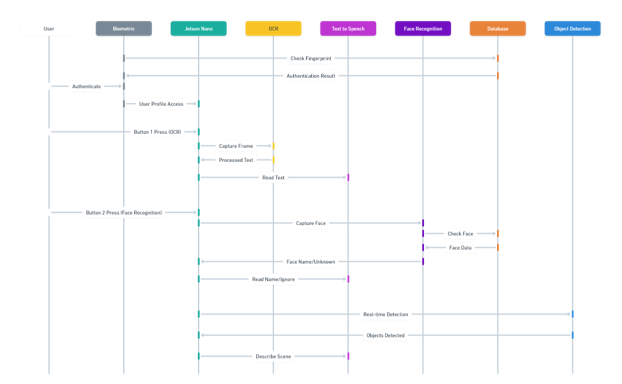 User
Biometric
Jetson Nano
OCR
Text to Speech
Face Recognition
Database
Object Detection
Check Fingerprint
Authentication Result
Authenticate
User Profile Access
Button 1 Press (OCR)
Capture Frame
Processed Text
Read Text
Button 2 Press (Face Recognition)
Capture Face
Check Face
Face Data
Face Name/Unknown
Read Name/Ignore
Real-time Detection
Objects Detected
Describe Scene